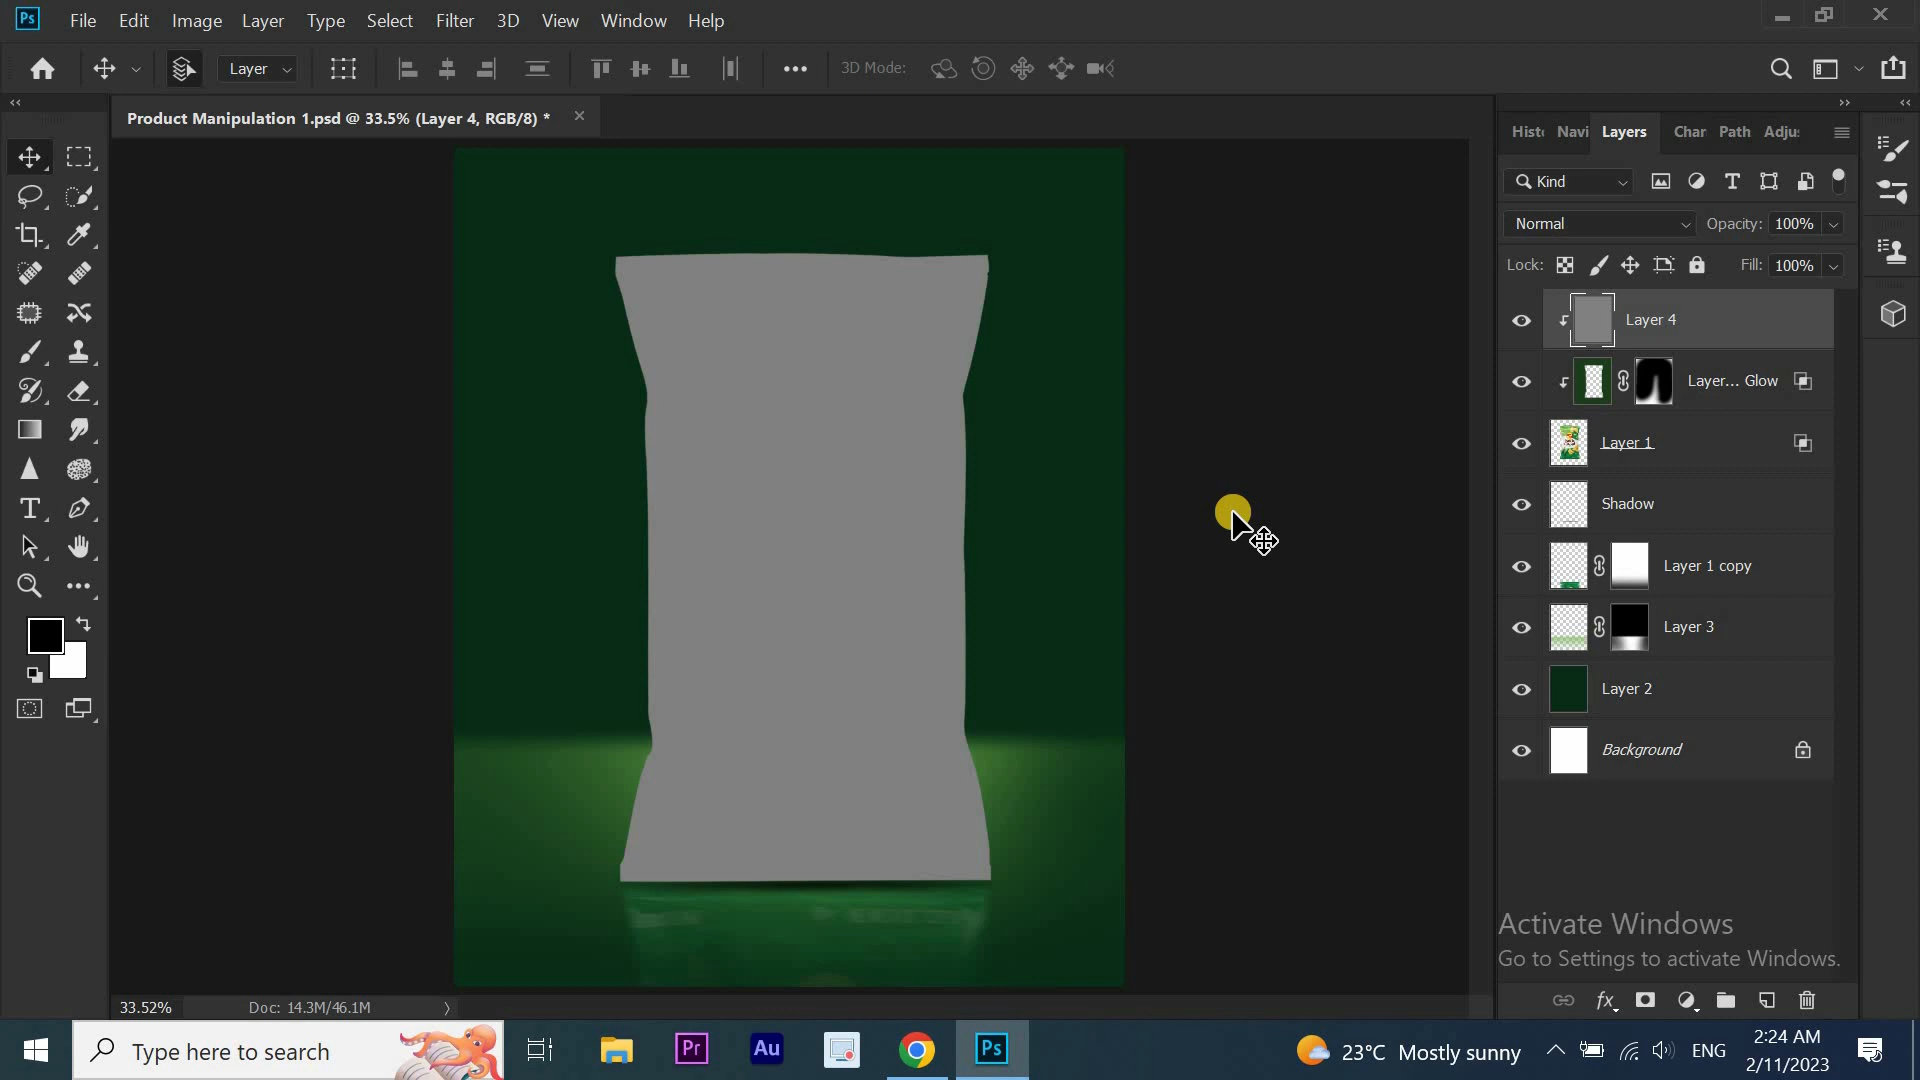 Ps File Edit Image Layer Type Select Filter 3D View Window Help
Layer 3D Mode:
Product Manipulation 1.psd @ 33.5% (Layer 4, RGB/8) *
Histo Navi Layers Char Path Adju:
Kind
Normal Opacity: 100%
Lock: Fill: 100%
Layer 4
Layer... Glow
Layer 1
Shadow
Layer 1 copy
Layer 3
Layer 2
Background
Activate Windows
Go to Settings to activate Windows.
33.52% Doc: 14.3M/46.1M
fx
Type here to search
Pr Au Ps
23°C Mostly sunny
ENG
2:24 AM
2/11/2023